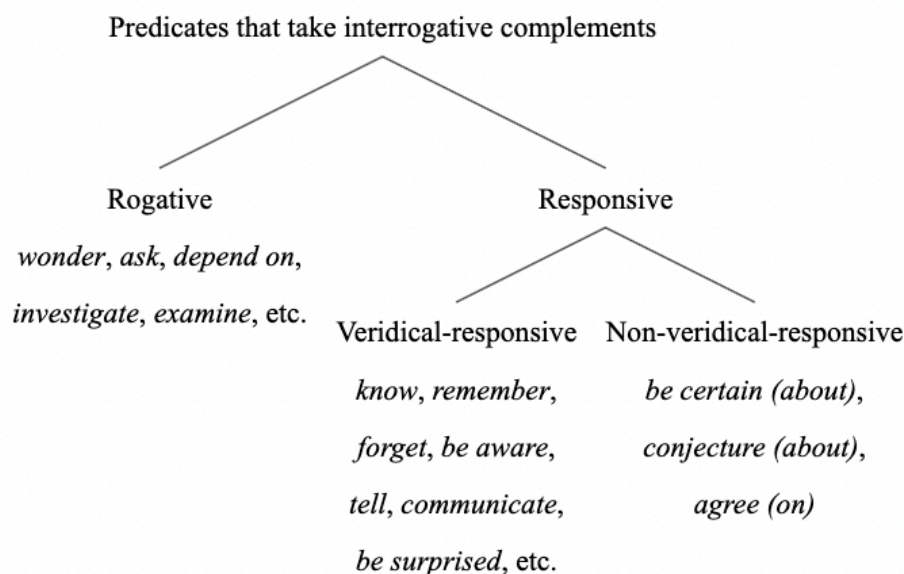 Predicates that take interrogative complements
Rogative
wonder, ask, depend on,
investigate, examine, etc.
Responsive
Veridical-responsive
know, remember,
forget, be aware,
tell, communicate,
be surprised, etc.
Non-veridical-responsive
be certain (about),
conjecture (about),
agree (on)